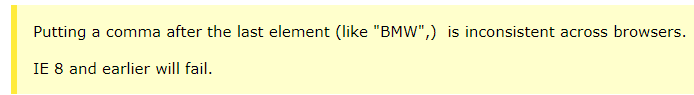 Putting a comma after the last element (like "BMW",)  is inconsistent across browsers.
IE 8 and earlier will fail.